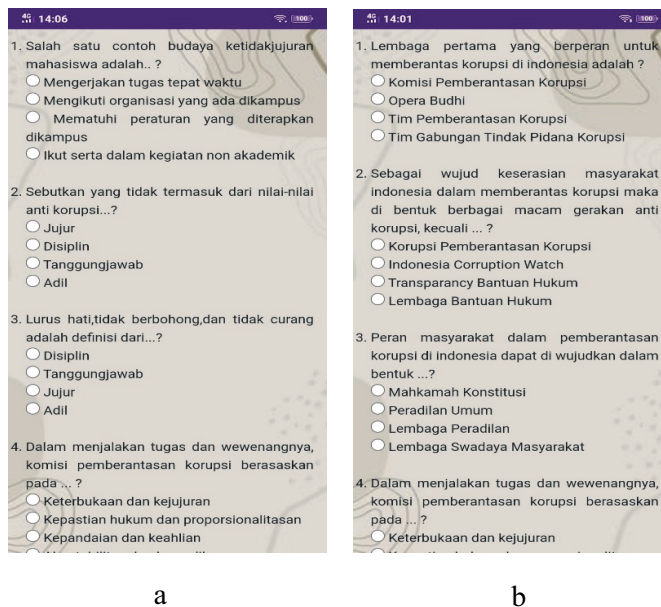 4G 14:06 100
1. Salah satu contoh budaya ketidakjujuran
mahasiswa adalah.. ?
Mengerjakan tugas tepat waktu
Mengikuti organisasi yang ada dikampus
Mematuhi peraturan yang diterapkan
dikampus
Ikut serta dalam kegiatan non akademik
2. Sebutkan yang tidak termasuk dari nilai-nilai
anti korupsi...?
Jujur
Disiplin
Tanggungjawab
Adil
3. Lurus hati,tidak berbohong,dan tidak curang
adalah definisi dari...?
Disiplin
Tanggungjawab
Jujur
Adil
4. Dalam menjalakan tugas dan wewenangnya,
komisi pemberantasan korupsi berasaskan
pada ... ?
Keterbukaan dan kejujuran
Kepastian hukum dan proporsionalitasan
Kepandaian dan keahlian
a
4G 14:01 100
1. Lembaga pertama yang berperan untuk
memberantas korupsi di indonesia adalah ?
Komisi Pemberantasan Korupsi
Opera Budhi
Tim Pemberantasan Korupsi
Tim Gabungan Tindak Pidana Korupsi
2. Sebagai wujud keserasian masyarakat
indonesia dalam memberantas korupsi maka
di bentuk berbagai macam gerakan anti
korupsi, kecuali ... ?
Korupsi Pemberantasan Korupsi
Indonesia Corruption Watch
Transparancy Bantuan Hukum
Lembaga Bantuan Hukum
3. Peran masyarakat dalam pemberantasan
korupsi di indonesia dapat di wujudkan dalam
bentuk ...?
Mahkamah Konstitusi
Peradilan Umum
Lembaga Peradilan
Lembaga Swadaya Masyarakat
4. Dalam menjalakan tugas dan wewenangnya,
komisi pemberantasan korupsi berasaskan
pada ... ?
Keterbukaan dan kejujuran
b